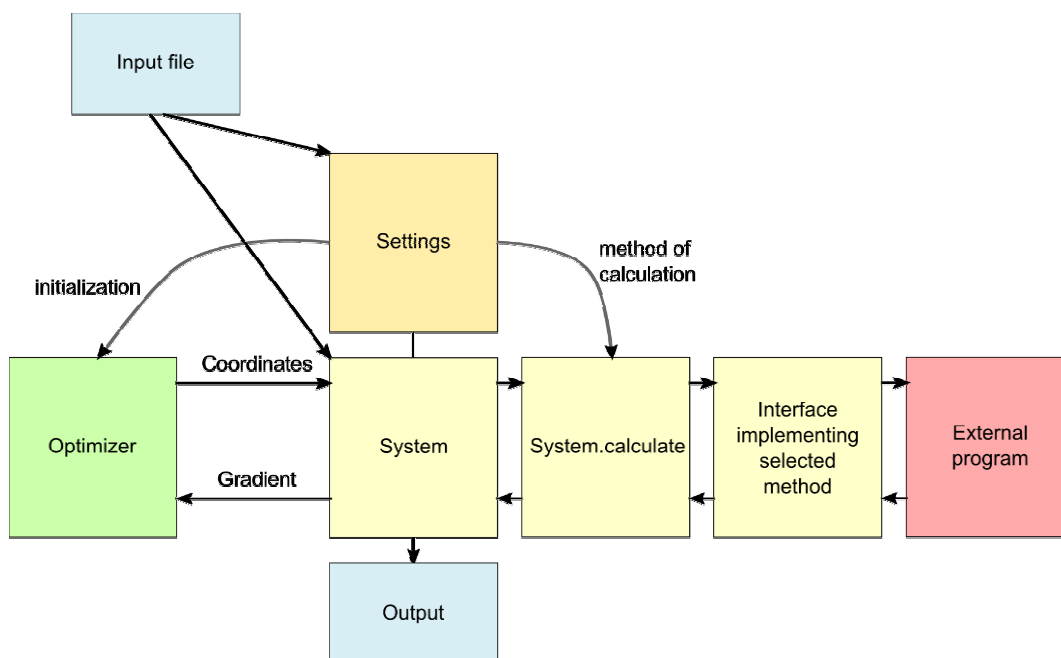 Input file
Settings
method of
calculation
initialization
Coordinates
Optimizer
System
System.calculate
Interface
implementing
selected
method
External
program
Gradient
Output